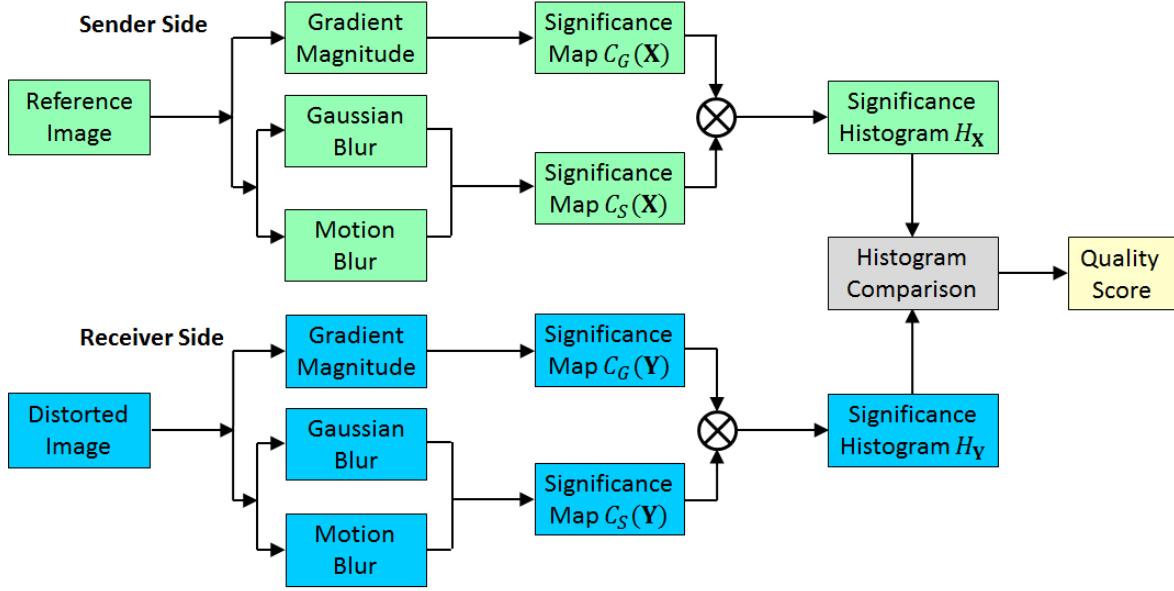 Sender Side
Gradient
Magnitude
Significance
Map C_G(𝐗)
Reference
Image
Gaussian
Blur
Significance
Histogram H_𝐗
Significance
Map C_S(𝐗)
Motion
Blur
Histogram
Comparison
Quality
Score
Receiver Side
Gradient
Magnitude
Significance
Map C_G(𝐘)
Distorted
Image
Gaussian
Blur
Significance
Histogram H_𝐘
Significance
Map C_S(𝐘)
Motion
Blur